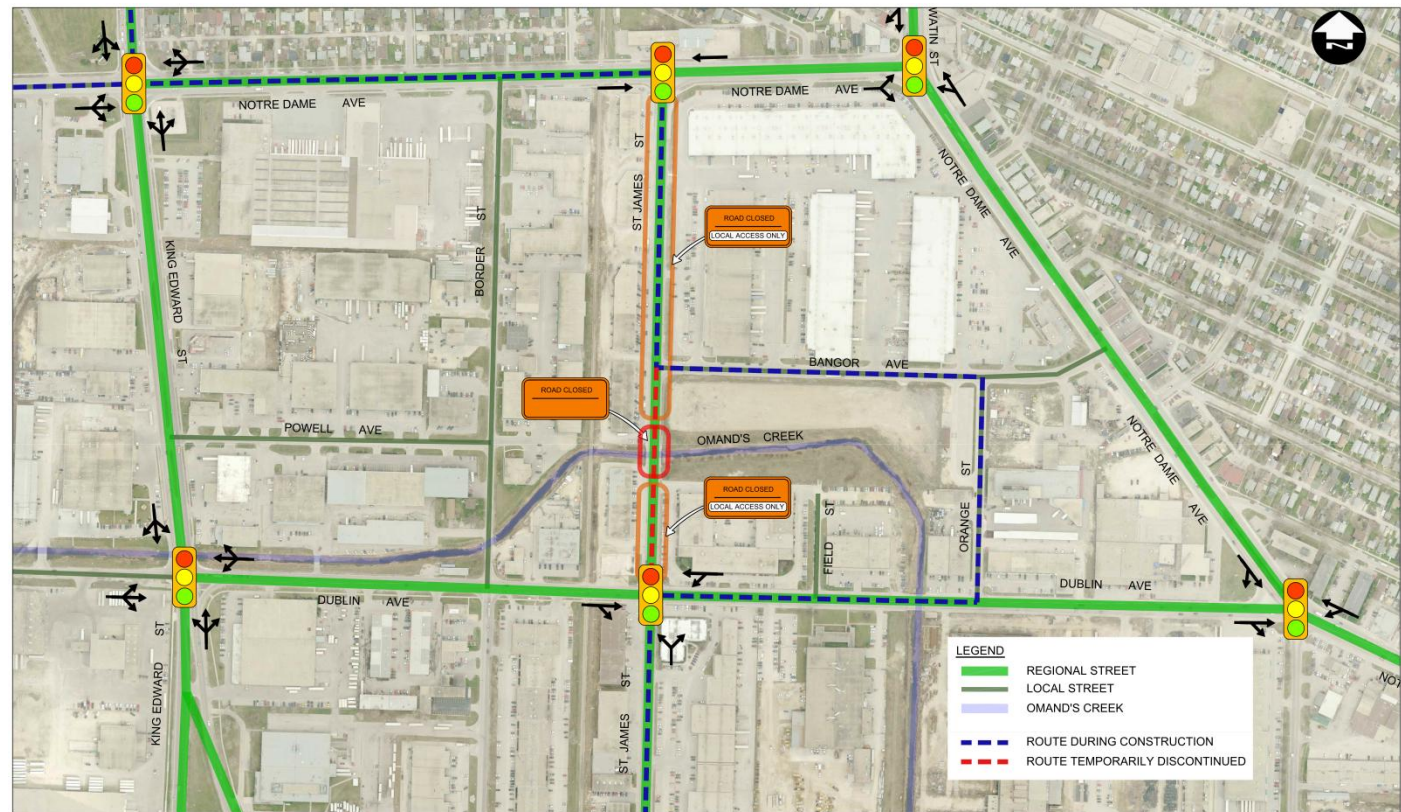 WATIN ST
NOTRE DAME AVE
NOTRE DAME AVE
ST JAMES ST
NOTRE DAME AVE
KING EDWARD ST
BORDER ST
ROAD CLOSED
LOCAL ACCESS ONLY
BANGOR AVE
ROAD CLOSED
POWELL AVE
OMAND'S CREEK
NOTRE DAME AVE
ROAD CLOSED
LOCAL ACCESS ONLY
FIELD ST
ORANGE ST
DUBLIN AVE
DUBLIN AVE
KING EDWARD ST
ST JAMES ST
NOT
LEGEND
REGIONAL STREET
LOCAL STREET
OMAND'S CREEK
ROUTE DURING CONSTRUCTION
ROUTE TEMPORARILY DISCONTINUED